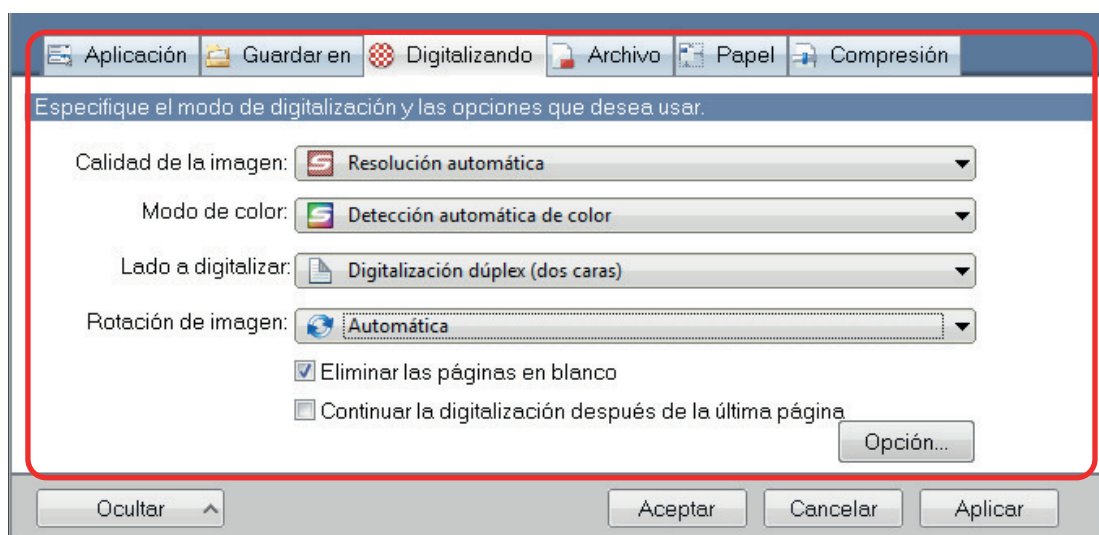 Aplicación Guardar en Digitalizando Archivo Papel Compresión
Especifique el modo de digitalización y las opciones que desea usar.
Calidad de la imagen: Resolución automática
Modo de color: Detección automática de color
Lado a digitalizar: Digitalización dúplex (dos caras)
Rotación de imagen: Automática
Eliminar las páginas en blanco
Continuar la digitalización después de la última página
Opción...
Ocultar Aceptar Cancelar Aplicar